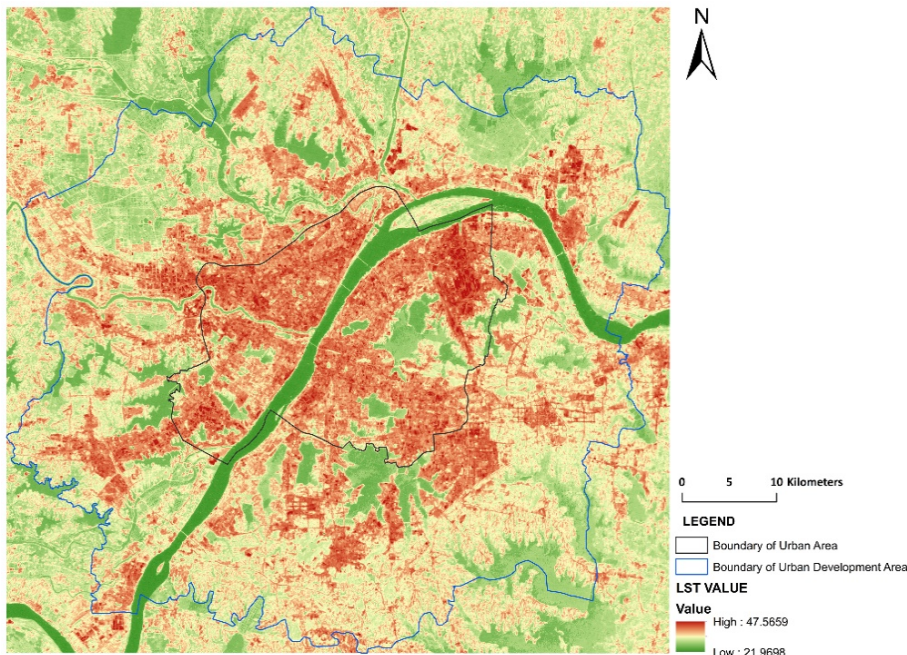 N
0 5 10 Kilometers
LEGEND
Boundary of Urban Area
Boundary of Urban Development Area
LST VALUE
Value
High : 47.5659
Low : 21.9698